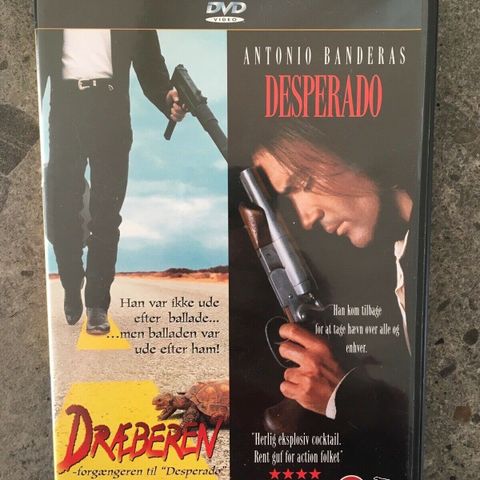 DVD
VIDEO
Han var ikke ude
efter ballade...
...men balladen var
ude efter ham!
DRÆBEREN
-forgængeren til "Desperado"
ANTONIO BANDERAS
DESPERADO
"Han kom tilbage
for at tage hævn over alle og
enhver.
"Herlig eksplosiv cocktail.
Rent guf for action folket"